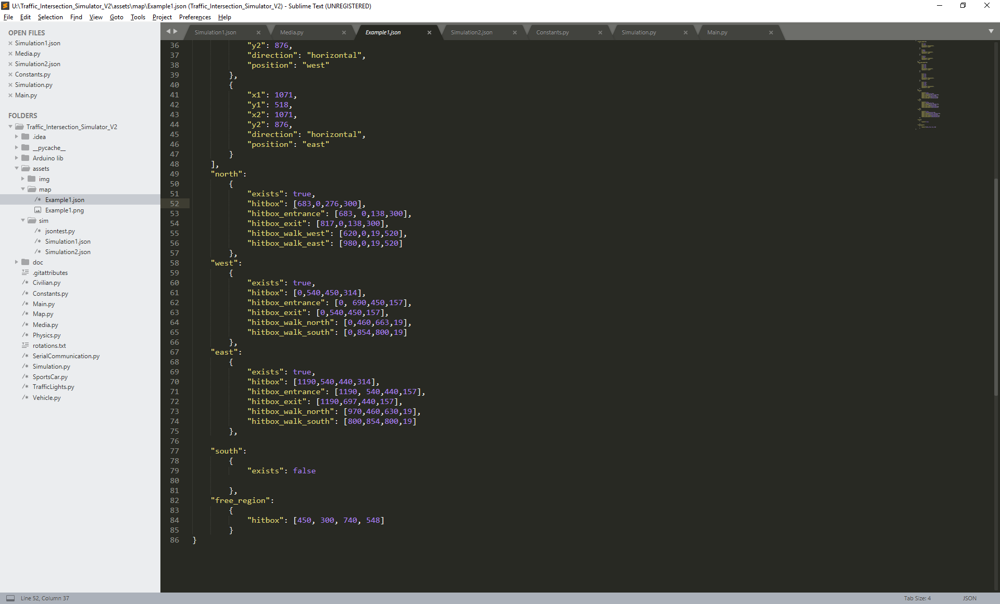 U:\Traffic_Intersection_Simulator_V2\assets\map\Example1.json (Traffic_Intersection_Simulator_V2) - Sublime Text (UNREGISTERED)
File Edit Selection Find View Goto Tools Project Preferences Help
OPEN FILES
Simulation1.json
Media.py
Simulation2.json
Constants.py
Simulation.py
Main.py
FOLDERS
Traffic_Intersection_Simulator_V2
.idea
__pycache__
Arduino lib
assets
img
map
/* Example1.json
Example1.png
sim
/* jsontest.py
/* Simulation1.json
/* Simulation2.json
doc
.gitattributes
/* Civilian.py
/* Constants.py
/* Main.py
/* Map.py
/* Media.py
/* Physics.py
rotations.txt
/* SerialCommunication.py
/* Simulation.py
/* SportsCar.py
/* TrafficLights.py
/* Vehicle.py
Simulation1.json Media.py Example1.json Simulation2.json Constants.py Simulation.py Main.py
36 "y2": 876,
37 "direction": "horizontal",
38 "position": "west"
39 },
40 {
41 "x1": 1071,
42 "y1": 518,
43 "x2": 1071,
44 "y2": 876,
45 "direction": "horizontal",
46 "position": "east"
47 }
48 ],
49 "north":
50 {
51 "exists": true,
52 "hitbox": [683,0,276,300],
53 "hitbox_entrance": [683, 0,138,300],
54 "hitbox_exit": [817,0,138,300],
55 "hitbox_walk_west": [620,0,19,520],
56 "hitbox_walk_east": [980,0,19,520]
57 },
58 "west":
59 {
60 "exists": true,
61 "hitbox": [0,540,450,314],
62 "hitbox_entrance": [0, 690,450,157],
63 "hitbox_exit": [0,540,450,157],
64 "hitbox_walk_north": [0,460,663,19],
65 "hitbox_walk_south": [0,854,800,19]
66 },
67 "east":
68 {
69 "exists": true,
70 "hitbox": [1190,540,440,314],
71 "hitbox_entrance": [1190, 540,440,157],
72 "hitbox_exit": [1190,697,440,157],
73 "hitbox_walk_north": [970,460,630,19],
74 "hitbox_walk_south": [800,854,800,19]
75 },
76
77 "south":
78 {
79 "exists": false
80
81 },
82 "free_region":
83 {
84 "hitbox": [450, 300, 740, 548]
85 }
86 }
Line 52, Column 37
Tab Size: 4 JSON